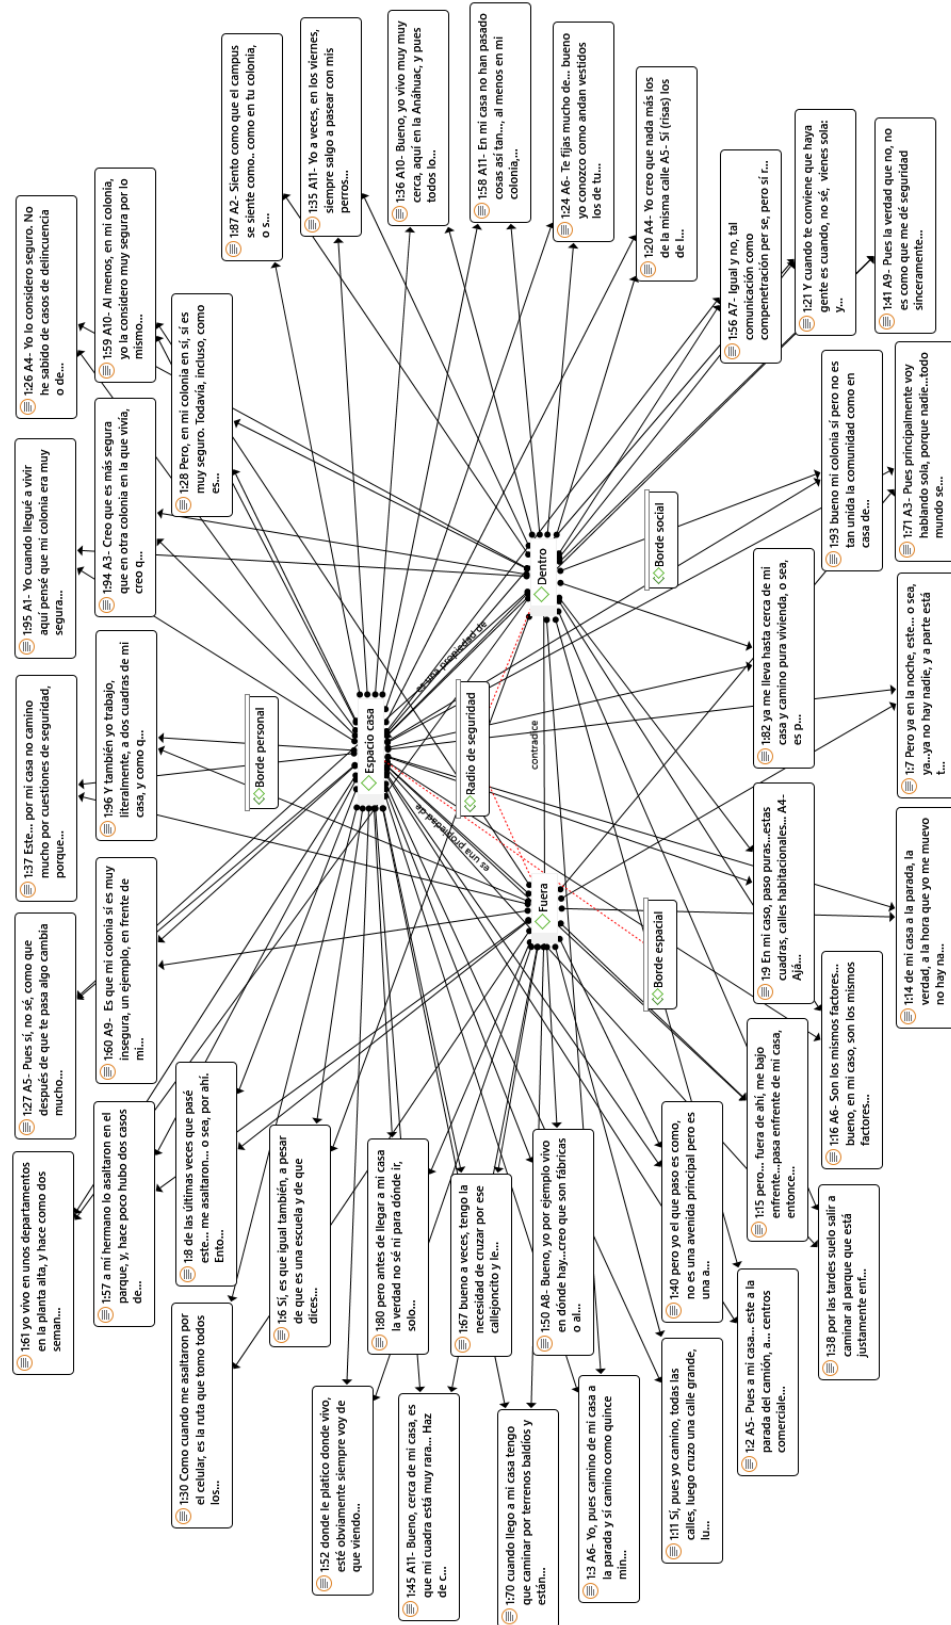 1:61 yo vivo en unos departamentos
en la planta alta, y hace como dos
seman...
1:27 A5- Pues sí, no sé, como que
después de que te pasa algo cambia
mucho...
1:37 Este... por mi casa no camino
mucho por cuestiones de seguridad,
porque...
1:95 A1- Yo cuando llegué a vivir
aquí pensé que mi colonia era muy
segura...
1:26 A4- Yo lo considero seguro. No
he sabido de casos de delincuencia
o de...
1:57 a mi hermano lo asaltaron en el
parque, y, hace poco hubo dos casos
de...
1:60 A9- Es que mi colonia sí es muy
insegura, un ejemplo, en frente de
mi...
1:96 Y también yo trabajo,
literalmente, a dos cuadras de mi
casa, y como q...
1:94 A3- Creo que es más segura
que en otra colonia en la que vivía,
creo q...
1:59 A10- Al menos, en mi colonia,
yo la considero muy segura por lo
mismo...
1:30 Como cuando me asaltaron por
el celular, es la ruta que tomo todos
los...
1:8 de las últimas veces que pasé
este... me asaltaron... o sea, por ahí.
Ento...
1:28 Pero, en mi colonia en sí, sí es
muy seguro. Todavía, incluso, como
es...
1:6 Sí, es que igual también, a pesar
de que es una escuela y de que
dices...
Borde personal
1:87 A2- Siento como que el campus
se siente como.. como en tu colonia,
o s...
1:52 donde le platico donde vivo,
esté obviamente siempre voy de
que viendo...
1:35 A11- Yo a veces, en los viernes,
siempre salgo a pasear con mis
perros...
1:80 pero antes de llegar a mi casa
la verdad no sé ni para dónde ir,
solo...
Espacio casa
1:36 A10- Bueno, yo vivo muy muy
cerca, aquí en la Anáhuac, y pues
todos lo...
1:45 A11- Bueno, cerca de mi casa, es
que mi cuadra está muy rara... Haz
de c...
es una propiedad de
es una propiedad de
1:67 bueno a veces, tengo la
necesidad de cruzar por ese
callejoncito y le...
Radio de seguridad
1:58 A11- En mi casa no han pasado
cosas así tan..., al menos en mi
colonia,...
1:70 cuando llego a mi casa tengo
que caminar por terrenos baldíos y
están...
1:50 A8- Bueno, yo por ejemplo vivo
en dónde hay...creo que son fábricas
o al...
Fuera
contradice
Dentro
1:24 A6- Te fijas mucho de... bueno
yo conozco como andan vestidos
los de tu...
1:3 A6- Yo, pues camino de mi casa a
la parada y sí camino como quince
min...
1:20 A4- Yo creo que nada más los
de la misma calle A5- Sí (risas) los
de l...
Borde espacial
Borde social
1:11 Sí, pues yo camino, todas las
calles, luego cruzo una calle grande,
lu...
1:40 pero yo el que paso es como,
no es una avenida principal pero es
una a...
1:56 A7- Igual y no, tal
comunicación como
compenetración per se, pero sí r...
1:2 A5- Pues a mi casa... este a la
parada del camión, a... centros
comerciale...
1:15 pero... fuera de ahí, me bajo
enfrente...pasa enfrente de mi casa,
entonce...
1:9 En mi caso, paso puras...estas
cuadras, calles habitacionales... A4-
Ajá...
1:82 ya me lleva hasta cerca de mi
casa y camino pura vivienda, o sea,
es p...
1:21 Y cuando te conviene que haya
gente es cuando, no sé, vienes sola:
y...
1:38 por las tardes suelo salir a
caminar al parque que está
justamente enf...
1:16 A6- Son los mismos factores...
bueno, en mi caso, son los mismos
factores...
1:93 bueno mi colonia sí pero no es
tan unida la comunidad como en
casa de...
1:41 A9- Pues la verdad que no, no
es como que me dé seguridad
sinceramente...
1:14 de mi casa a la parada, la
verdad, a la hora que yo me muevo
no hay na...
1:7 Pero ya en la noche, este... o sea,
ya...ya no hay nadie, y a parte está
t...
1:71 A3- Pues principalmente voy
hablando sola, porque nadie...todo
mundo se...